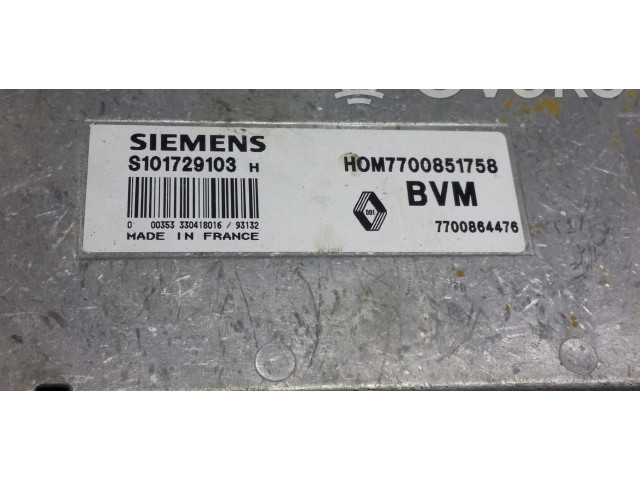 SIEMENS
S101729103 H
0 00353 330418016 / 93132
MADE IN FRANCE
HOM7700851758
BVM
7700864476